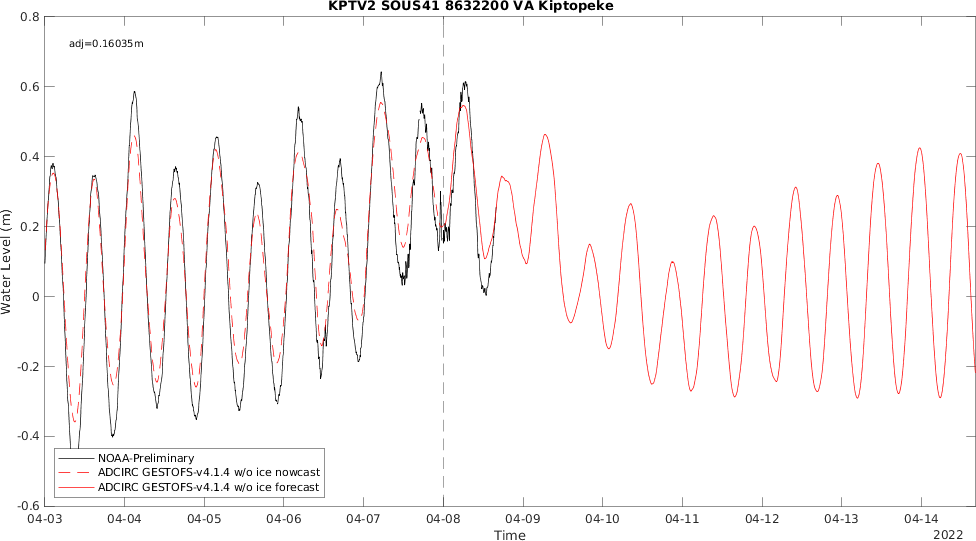 KPTV2 SOUS41 8632200 VA Kiptopeke
0.8
adj=0.16035m
0.6
0.4
0.2
0
-0.2
-0.4
-0.6
Water Level (m)
NOAA-Preliminary
ADCIRC GESTOFS-v4.1.4 w/o ice nowcast
ADCIRC GESTOFS-v4.1.4 w/o ice forecast
04-03 04-04 04-05 04-06 04-07 04-08 04-09 04-10 04-11 04-12 04-13 04-14
Time
2022